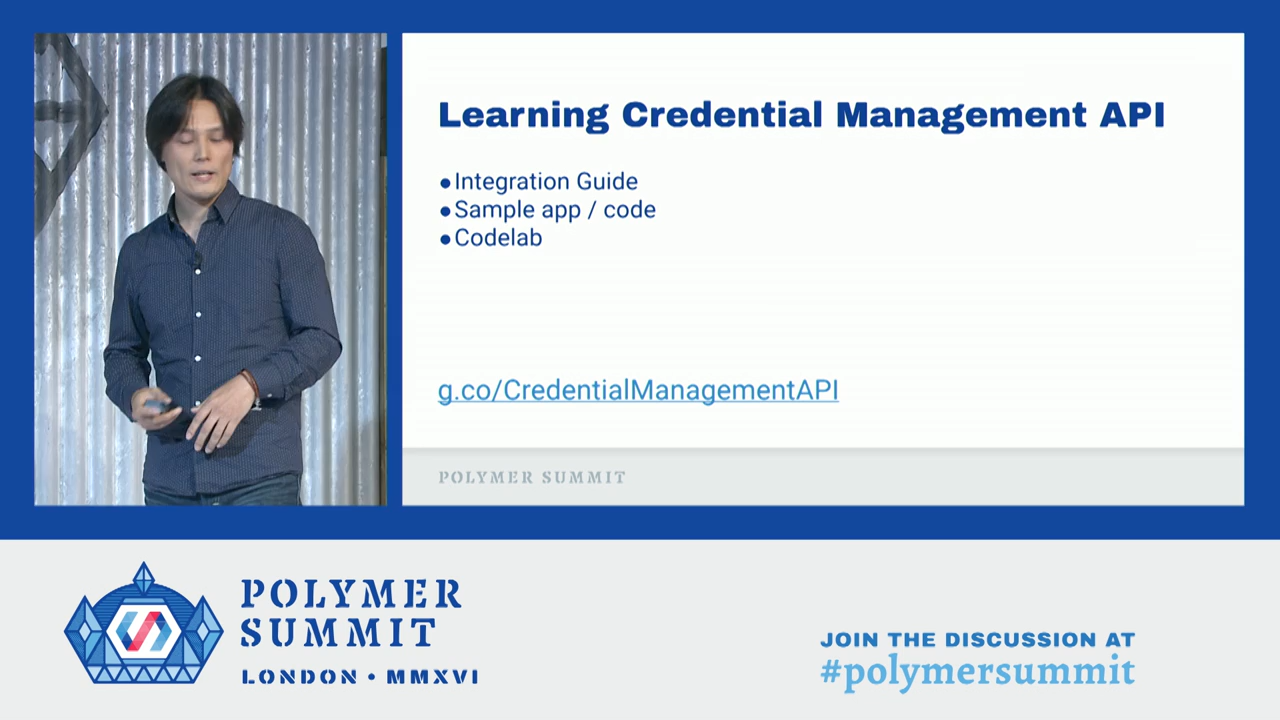 Learning Credential Management API
●Integration Guide
●Sample app / code
●Codelab
g.co/CredentialManagementAPI
POLYMER SUMMIT
POLYMER
SUMMIT
LONDON • MMXVI
JOIN THE DISCUSSION AT
#polymersummit